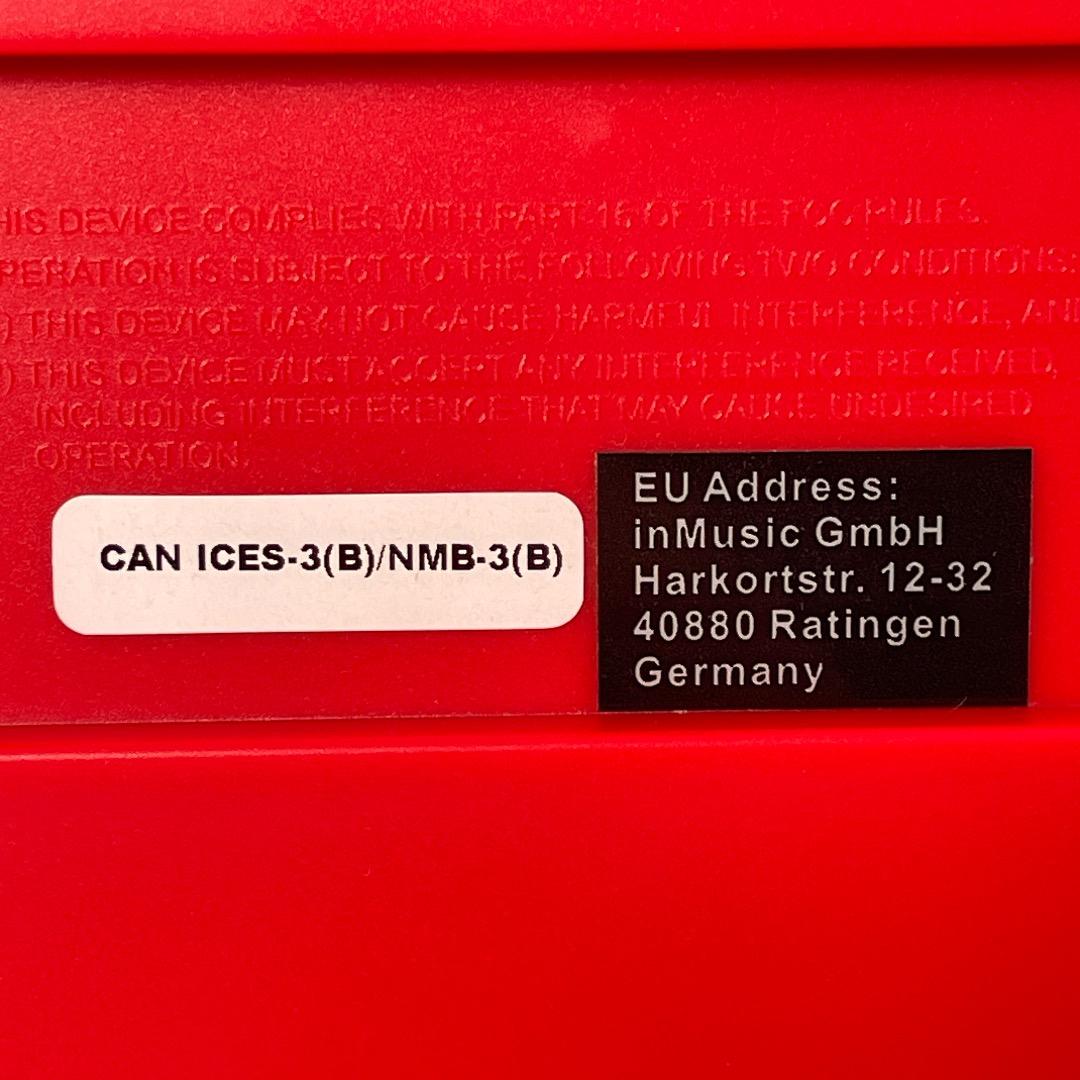 HIS DEVICE COMPLIES WITH PART 15 OF THE FCC RULES.
PERATION IS SUBJECT TO THE FOLLOWING TWO CONDITIONS:
) THIS DEVICE MAY NOT CAUSE HARMFUL INTERFERENCE, AND
) THIS DEVICE MUST ACCEPT ANY INTERFERENCE RECEIVED,
INCLUDING INTERFERENCE THAT MAY CAUSE UNDESIRED
OPERATION.
CAN ICES-3(B)/NMB-3(B)
EU Address:
inMusic GmbH
Harkortstr. 12-32
40880 Ratingen
Germany